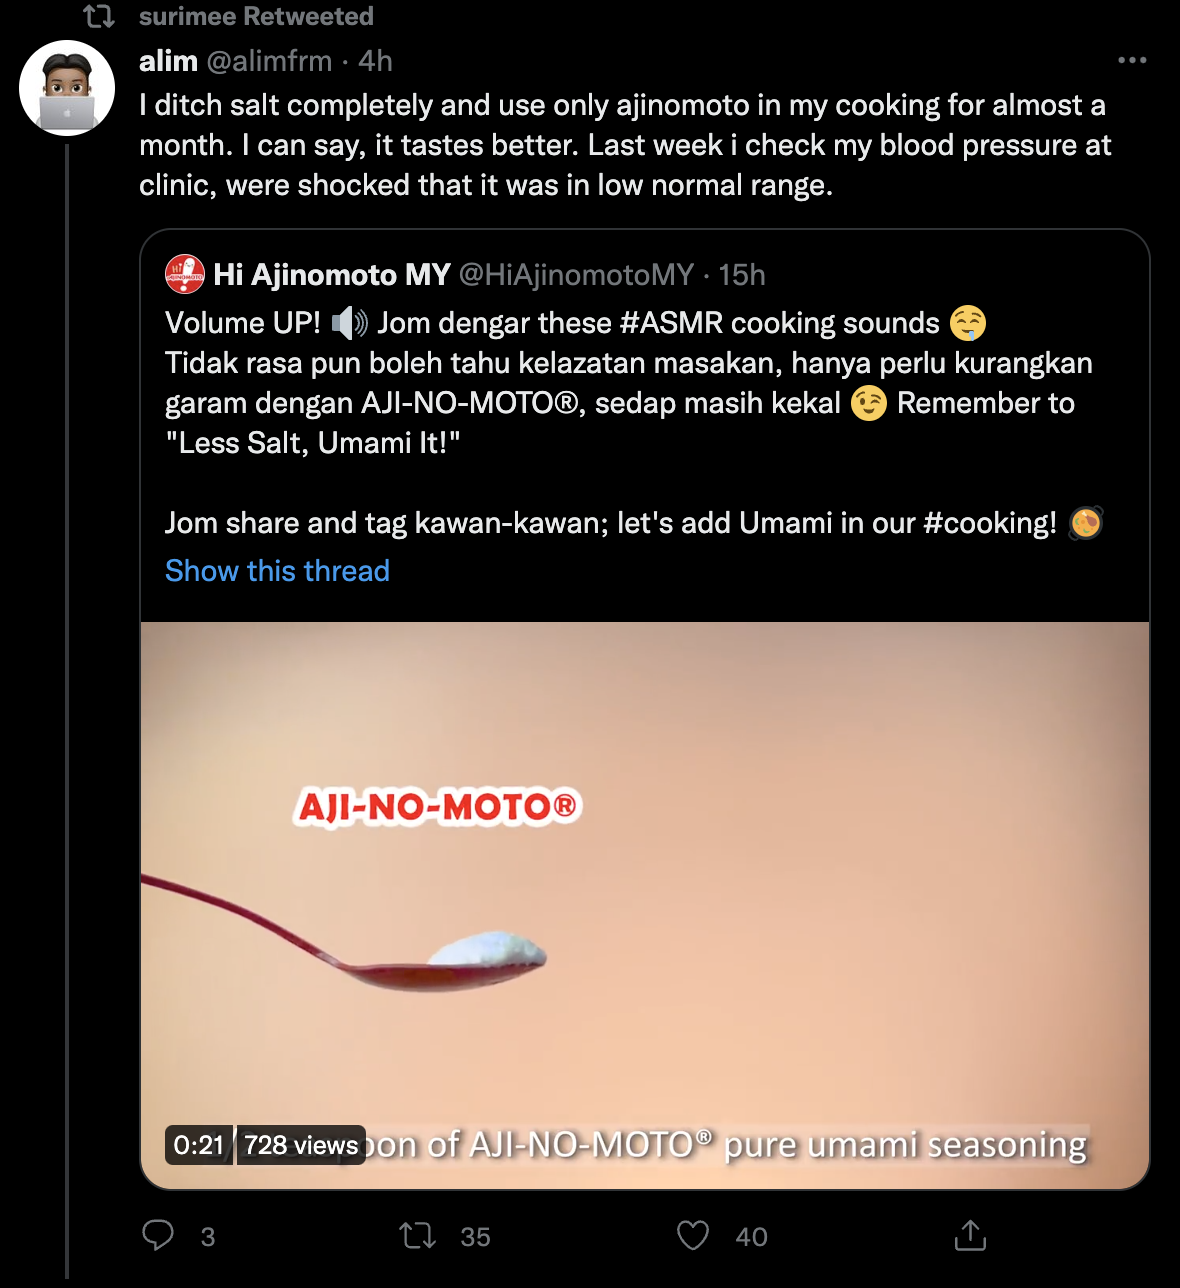 surimee Retweeted
alim @alimfrm · 4h
I ditch salt completely and use only ajinomoto in my cooking for almost a
month. I can say, it tastes better. Last week i check my blood pressure at
clinic, were shocked that it was in low normal range.
Hi Ajinomoto MY @HiAjinomotoMY · 15h
Volume UP! 🔊 Jom dengar these #ASMR cooking sounds 🤤
Tidak rasa pun boleh tahu kelazatan masakan, hanya perlu kurangkan
garam dengan AJI-NO-MOTO®, sedap masih kekal 😉 Remember to
"Less Salt, Umami It!"
Jom share and tag kawan-kawan; let's add Umami in our #cooking! 🥘
Show this thread
AJI-NO-MOTO®
0:21 728 views
of AJI-NO-MOTO® pure umami seasoning
3 35 40